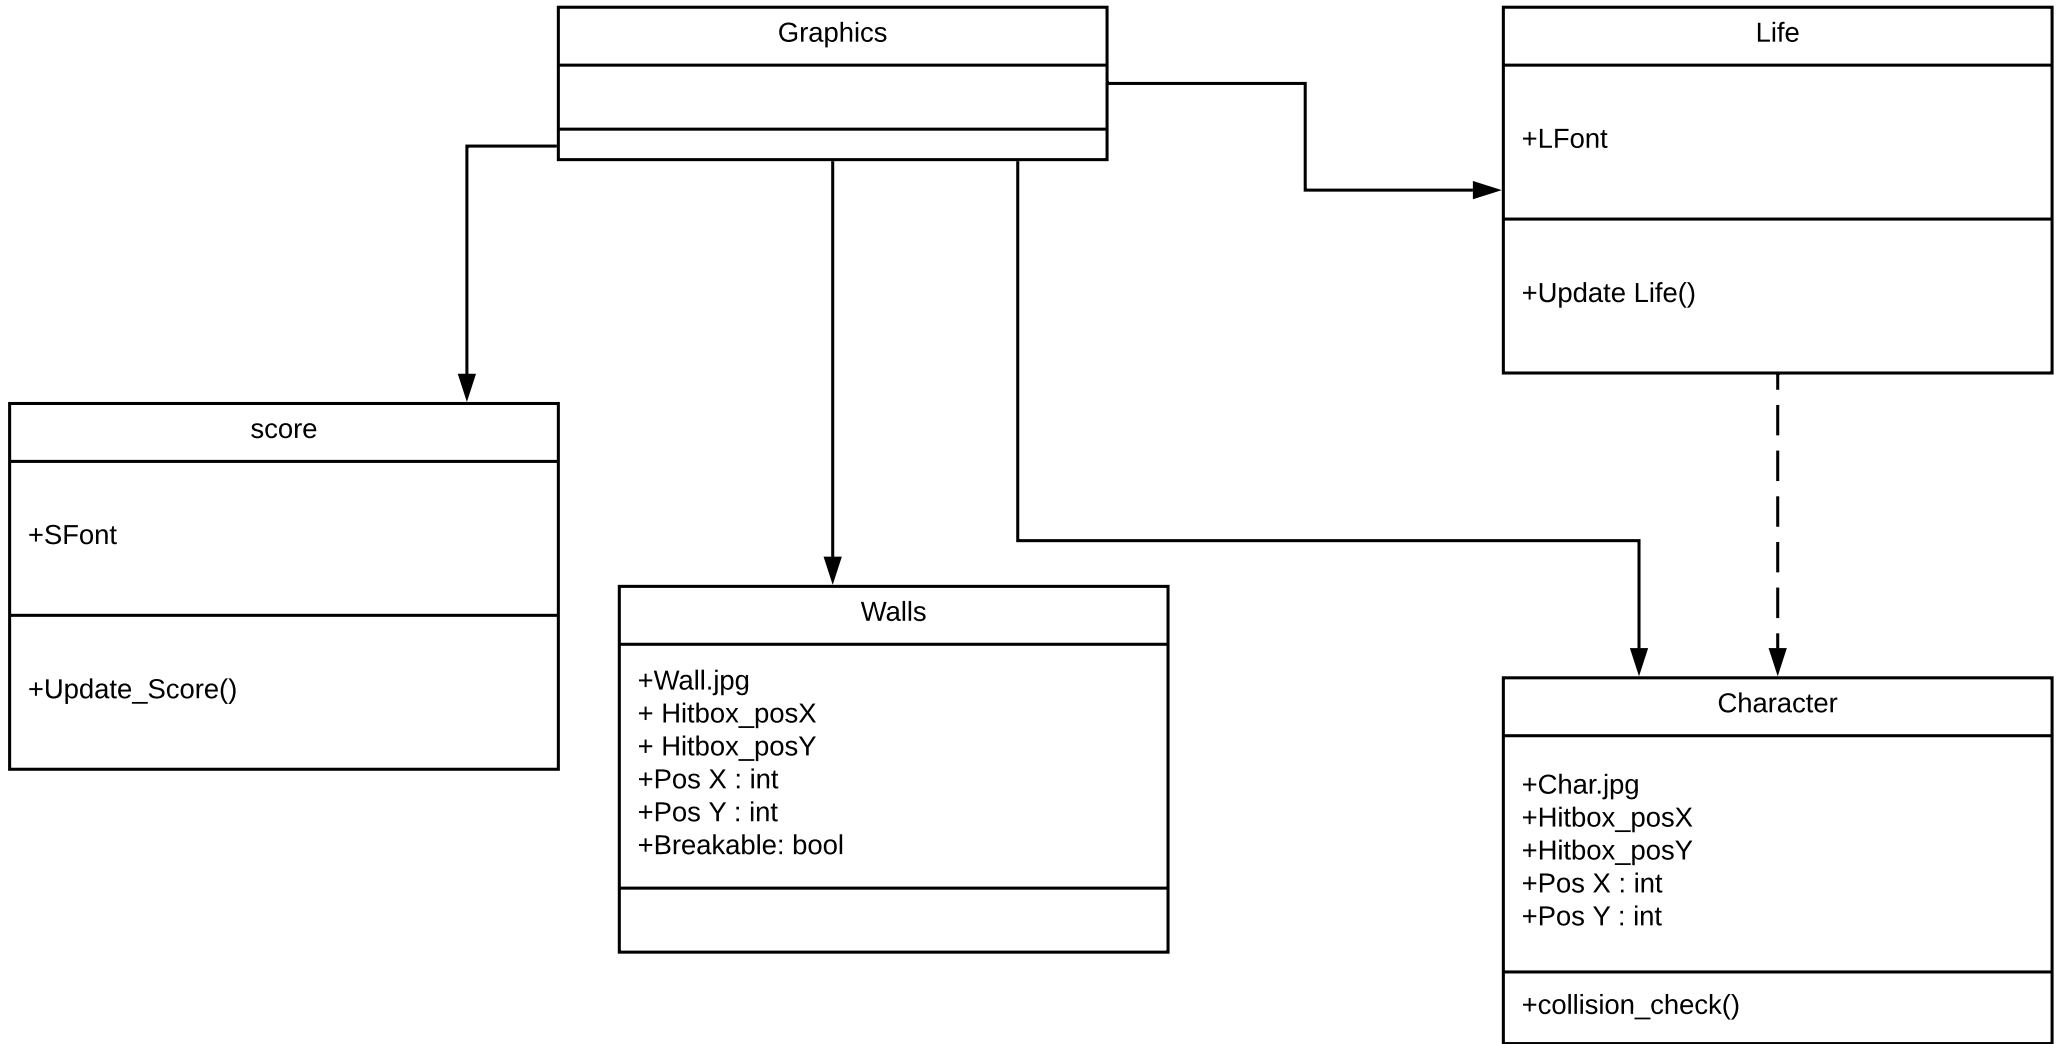 Graphics
Life
+LFont
+Update Life()
score
+SFont
+Update_Score()
Walls
+Wall.jpg
+ Hitbox_posX
+ Hitbox_posY
+Pos X : int
+Pos Y : int
+Breakable: bool
Character
+Char.jpg
+Hitbox_posX
+Hitbox_posY
+Pos X : int
+Pos Y : int
+collision_check()